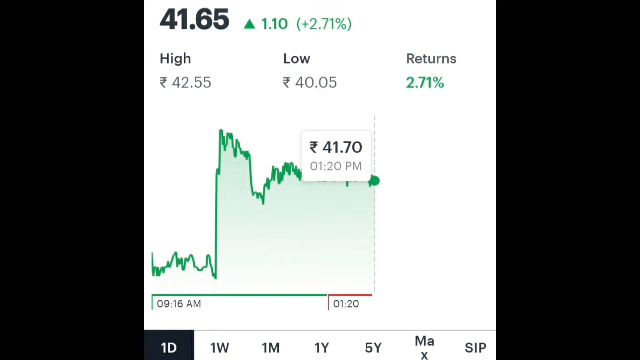 41.65 ▲ 1.10 (+2.71%)
High Low Returns
₹ 42.55 ₹ 40.05 2.71%
₹ 41.70
01:20 PM
09:16 AM 01:20
1D 1W 1M 1Y 5Y Ma
x SIP